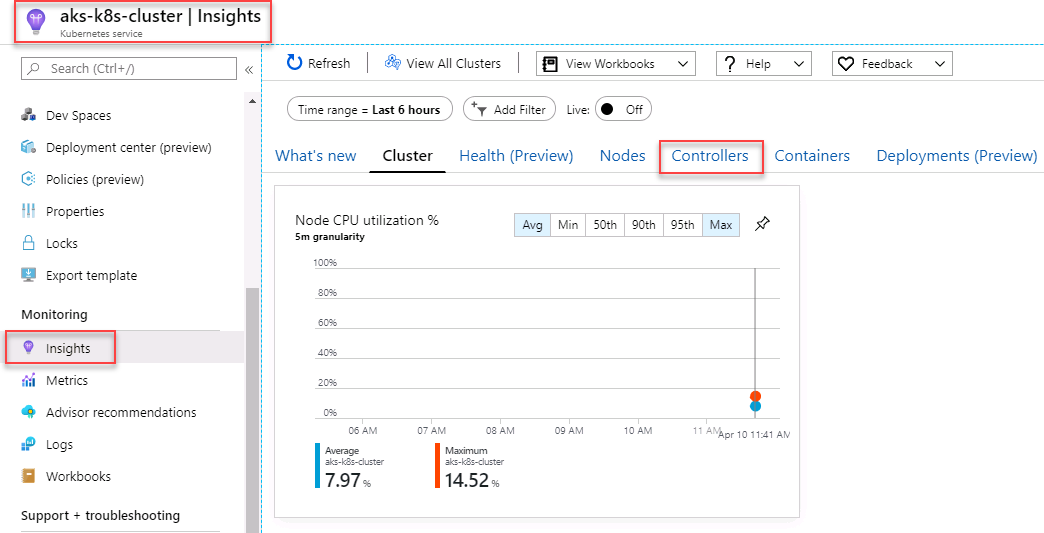 aks-k8s-cluster | Insights
Kubernetes service
Search (Ctrl+/)
«
Dev Spaces
Deployment center (preview)
Policies (preview)
Properties
Locks
Export template
Monitoring
Insights
Metrics
Advisor recommendations
Logs
Workbooks
Support + troubleshooting
Refresh
View All Clusters
View Workbooks
Help
Feedback
Time range = Last 6 hours
Add Filter
Live:
Off
What's new
Cluster
Health (Preview)
Nodes
Controllers
Containers
Deployments (Preview)
Node CPU utilization %
5m granularity
Avg
Min
50th
90th
95th
Max
100%
80%
60%
40%
20%
0%
06 AM
07 AM
08 AM
09 AM
10 AM
11 AM
Apr 10 11:41 AM
Average
aks-k8s-cluster
7.97 %
Maximum
aks-k8s-cluster
14.52 %